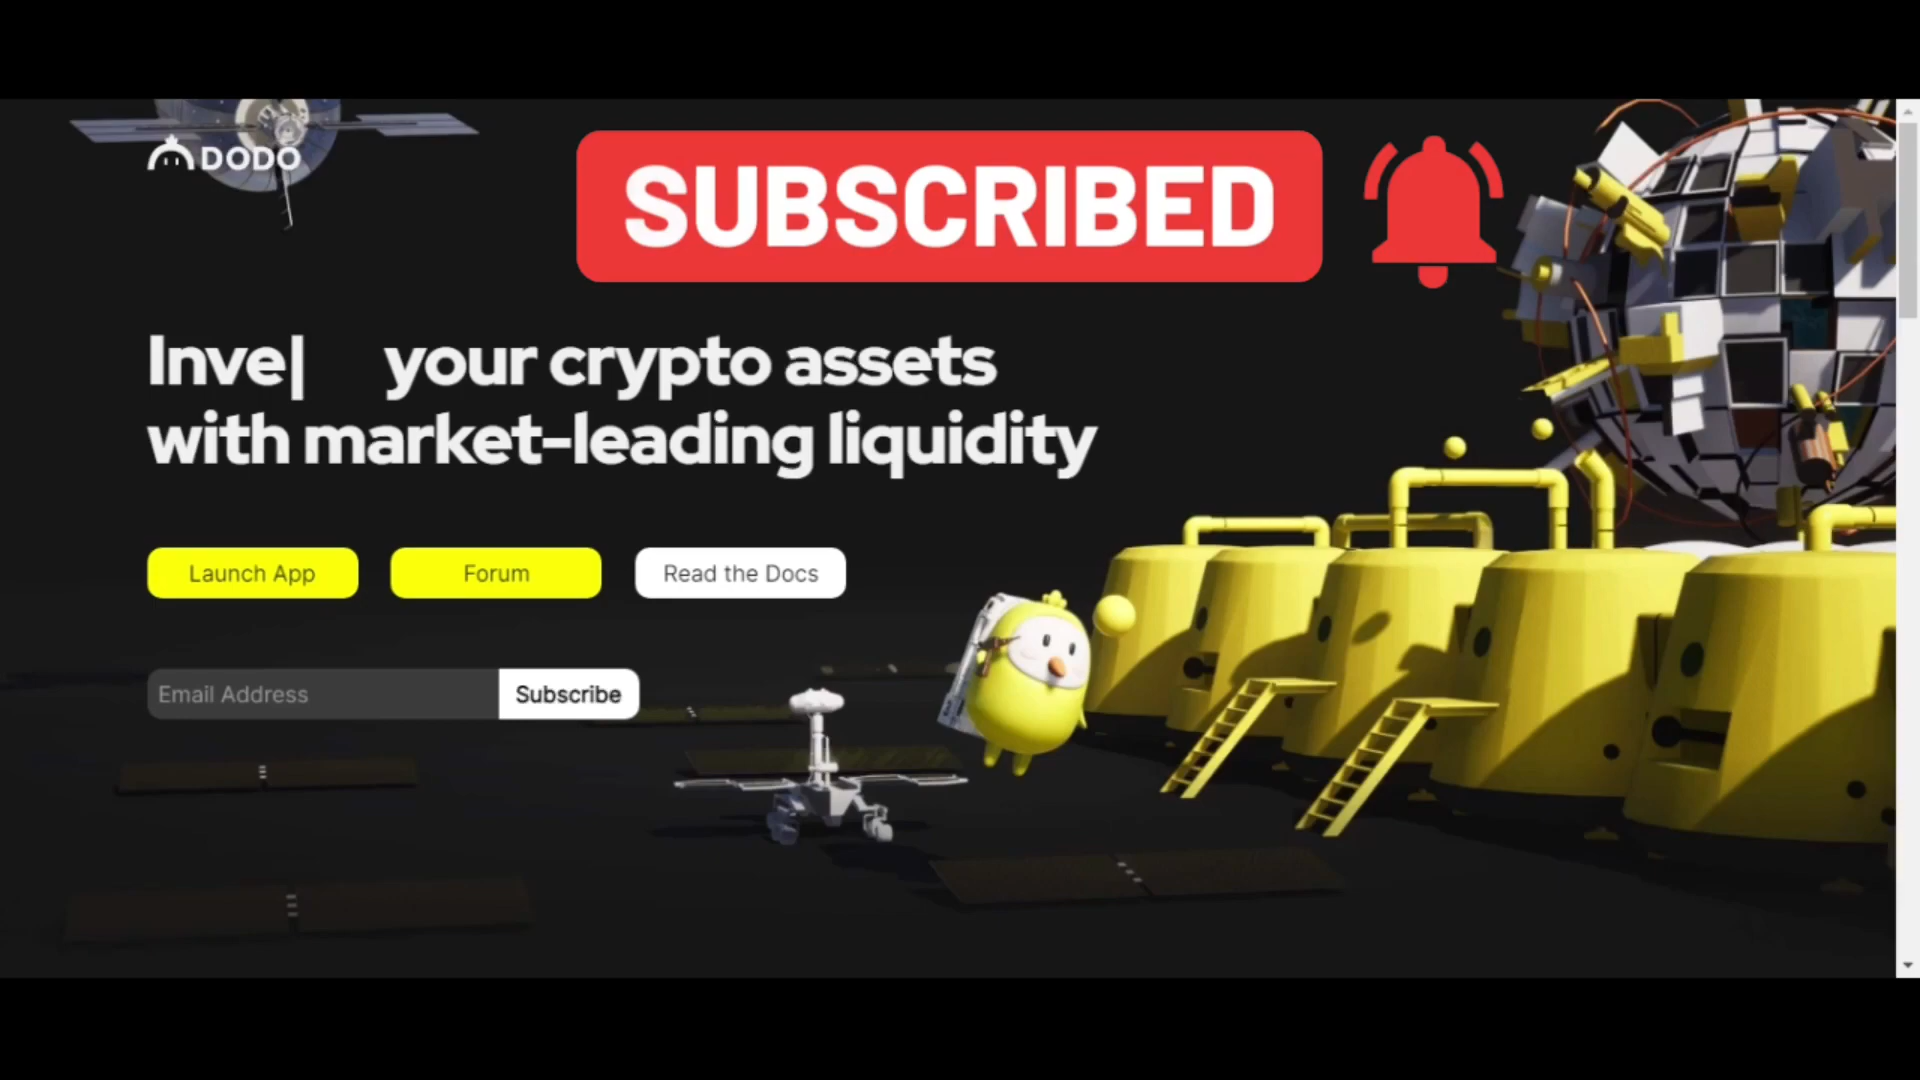 DODO
SUBSCRIBED
Inve| your crypto assets
with market-leading liquidity
Launch App
Forum
Read the Docs
Email Address
Subscribe